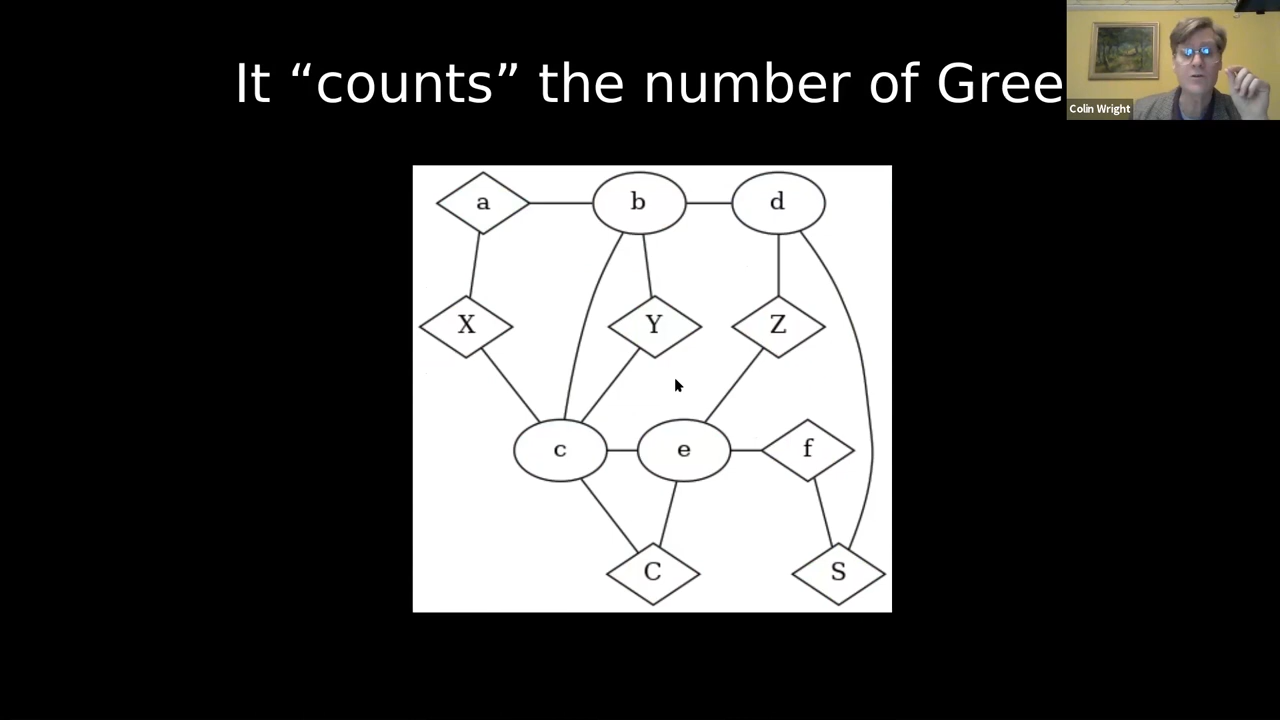 It “counts” the number of Gree
Colin Wright
a b d
X Y Z
c e f
C S